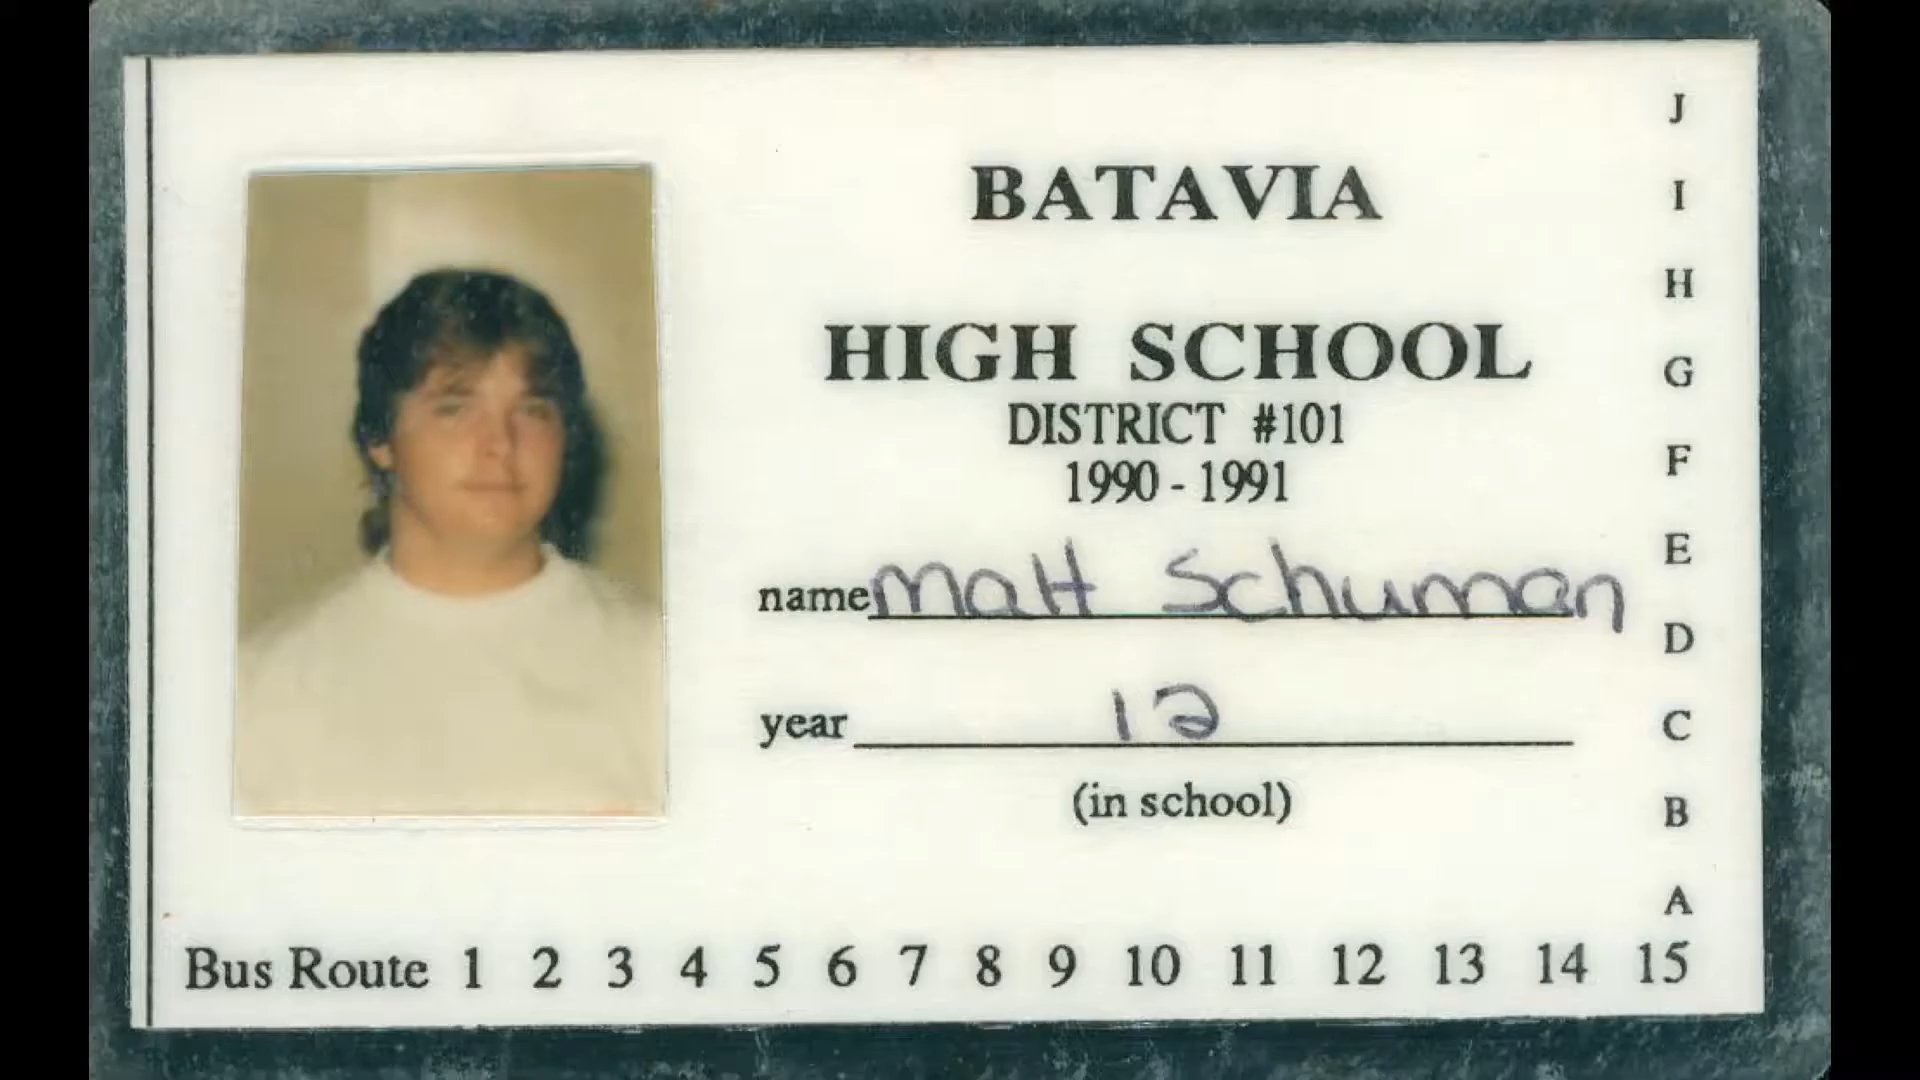 BATAVIA
HIGH SCHOOL
DISTRICT #101
1990 - 1991
name Matt Schuman
year 12
(in school)
Bus Route 1 2 3 4 5 6 7 8 9 10 11 12 13 14 15
J
I
H
G
F
E
D
C
B
A